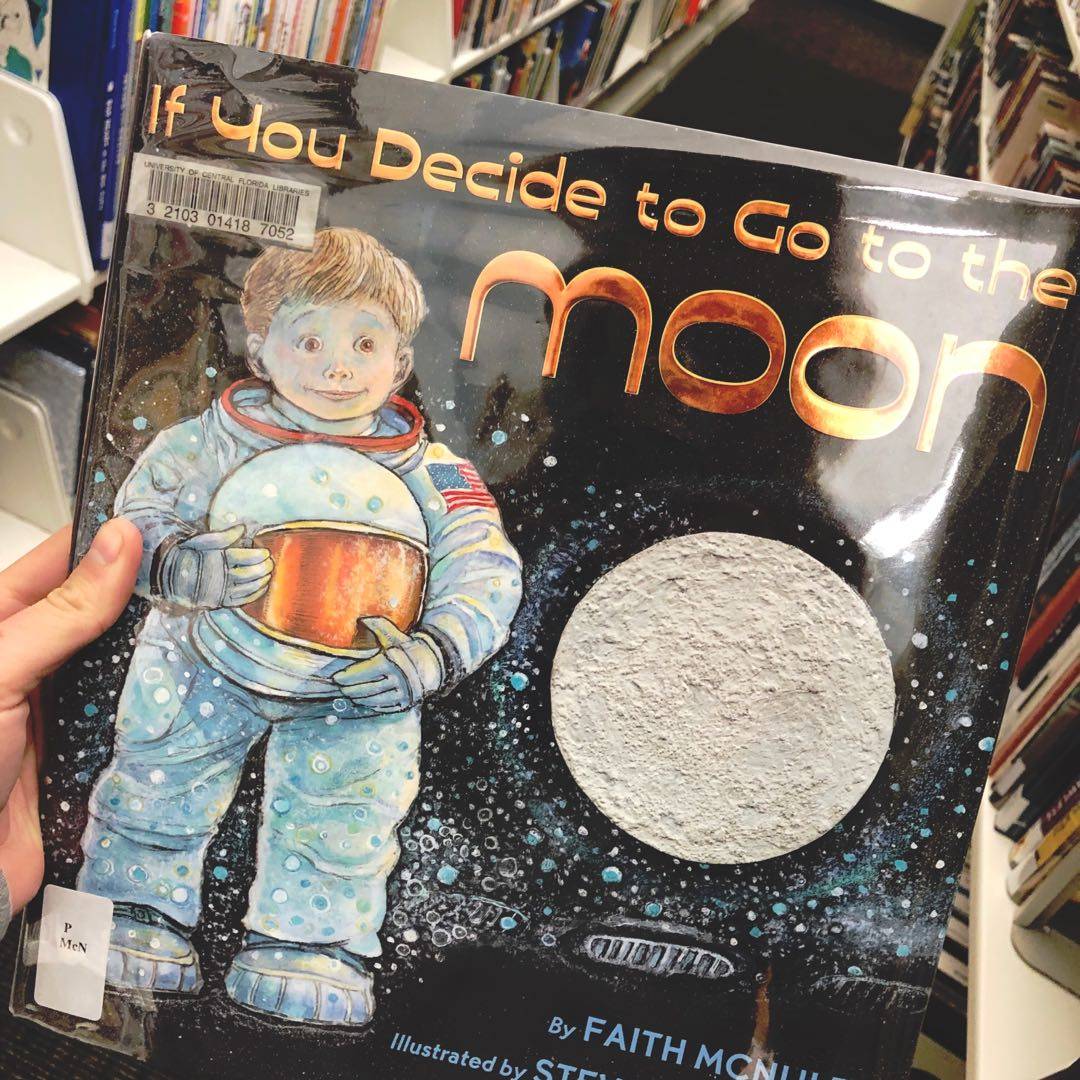 If You Decide to Go to the
UNIVERSITY OF CENTRAL FLORIDA LIBRARIES
3 2103 01418 7052
moon
P
McN
By FAITH
Illustrated by